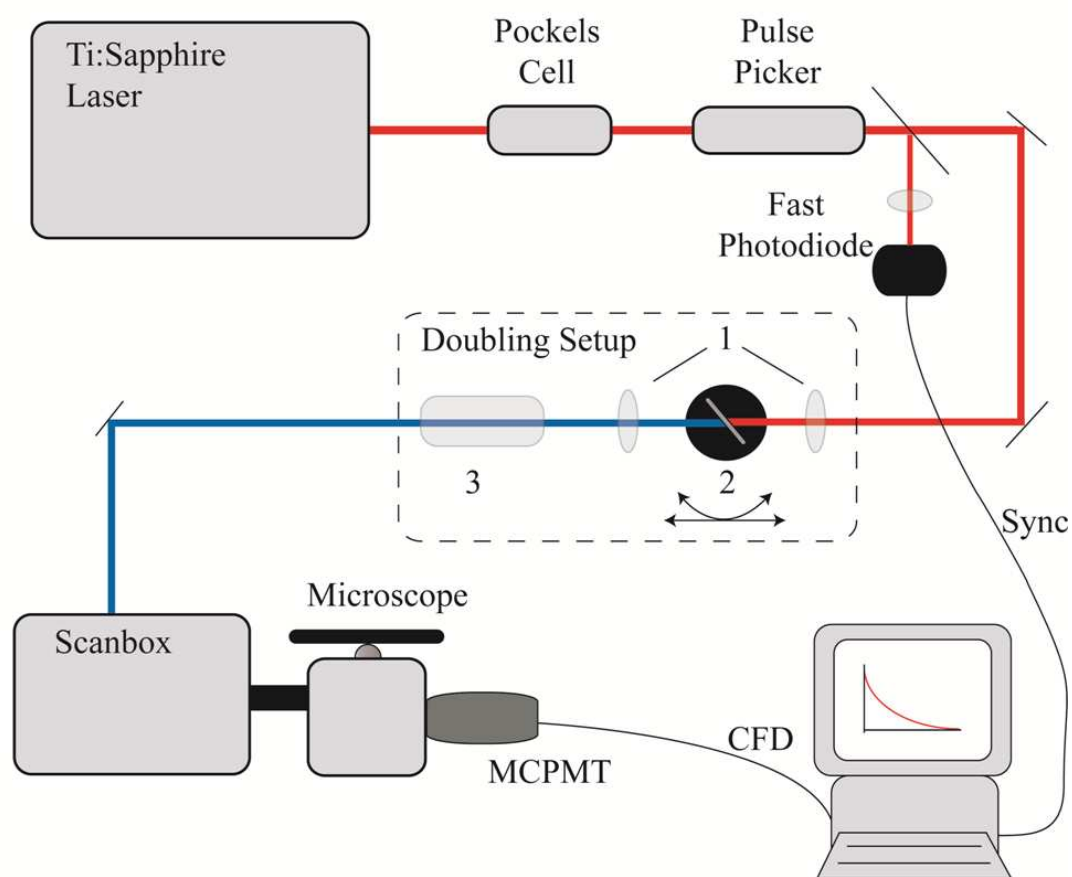 Ti:Sapphire
Laser
Pockels
Cell
Pulse
Picker
Fast
Photodiode
Doubling Setup
1
2
3
Sync
Microscope
Scanbox
CFD
MCPMT